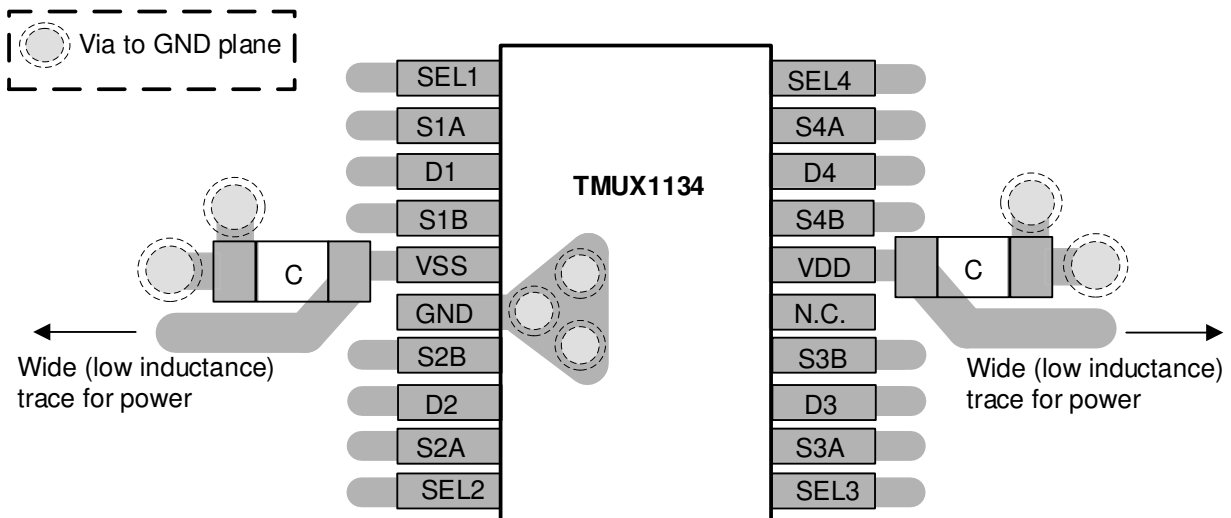 Via to GND plane
SEL1
S1A
D1
S1B
VSS
GND
S2B
D2
S2A
SEL2
TMUX1134
SEL4
S4A
D4
S4B
VDD
N.C.
S3B
D3
S3A
SEL3
C
C
Wide (low inductance)
trace for power
Wide (low inductance)
trace for power